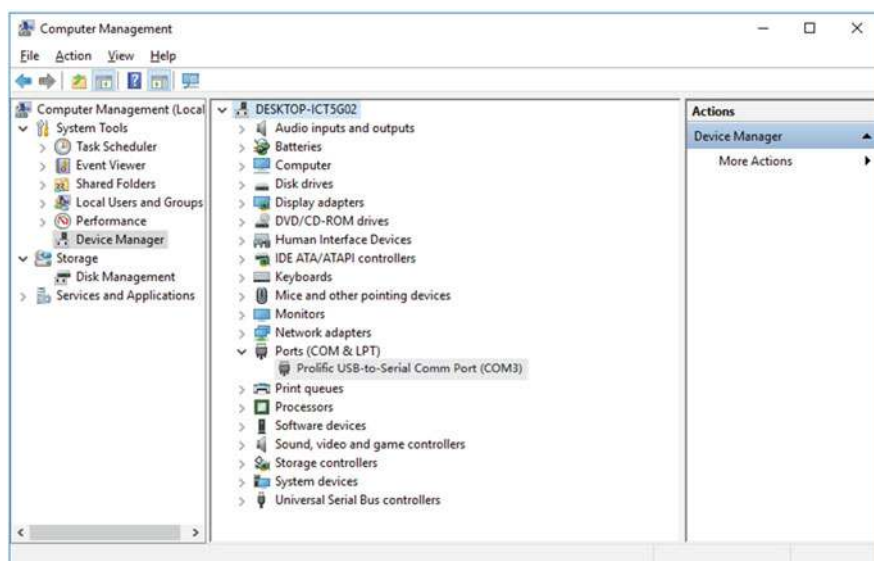 Computer Management
File Action View Help
Computer Management (Local
System Tools
Task Scheduler
Event Viewer
Shared Folders
Local Users and Groups
Performance
Device Manager
Storage
Disk Management
Services and Applications
DESKTOP-ICT5G02
Audio inputs and outputs
Batteries
Computer
Disk drives
Display adapters
DVD/CD-ROM drives
Human Interface Devices
IDE ATA/ATAPI controllers
Keyboards
Mice and other pointing devices
Monitors
Network adapters
Ports (COM & LPT)
Prolific USB-to-Serial Comm Port (COM3)
Print queues
Processors
Software devices
Sound, video and game controllers
Storage controllers
System devices
Universal Serial Bus controllers
Actions
Device Manager
More Actions